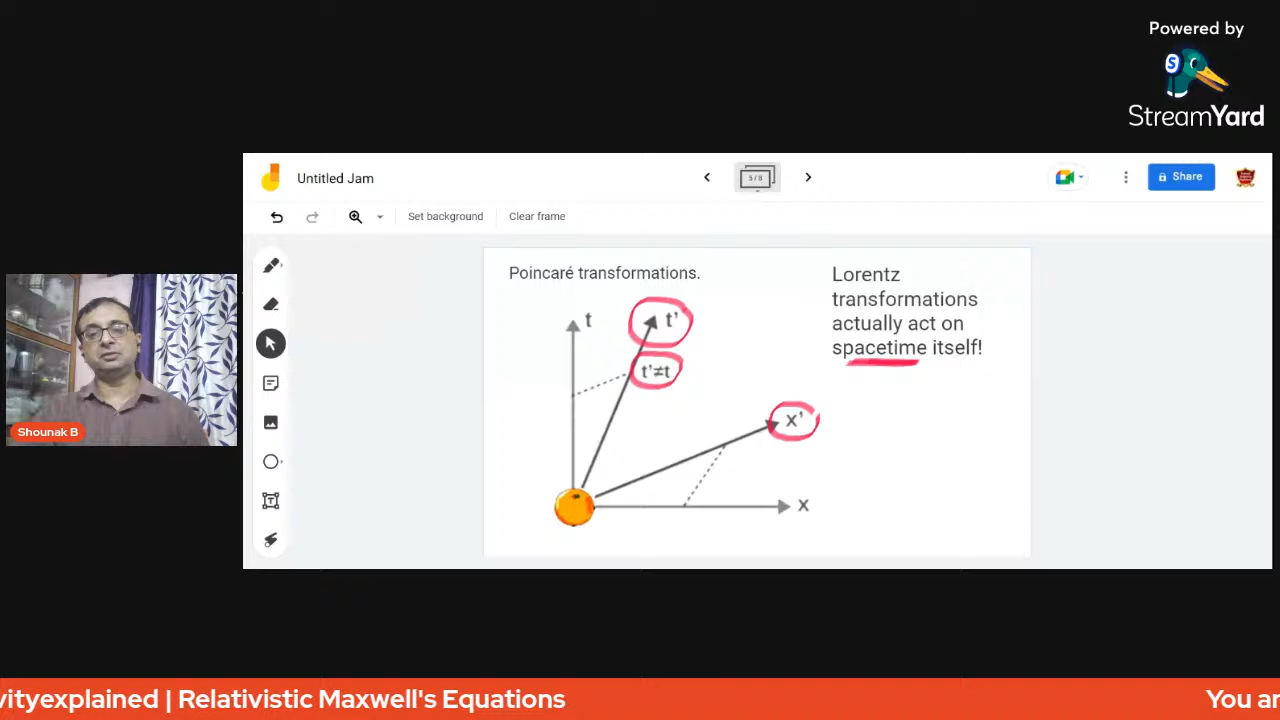 Powered by
StreamYard
Untitled Jam
5/8
Share
Set background
Clear frame
Poincaré transformations.
Lorentz
transformations
actually act on
spacetime itself!
t
t'
t'≠t
x'
x
Shounak B
vityexplained | Relativistic Maxwell's Equations
You ar